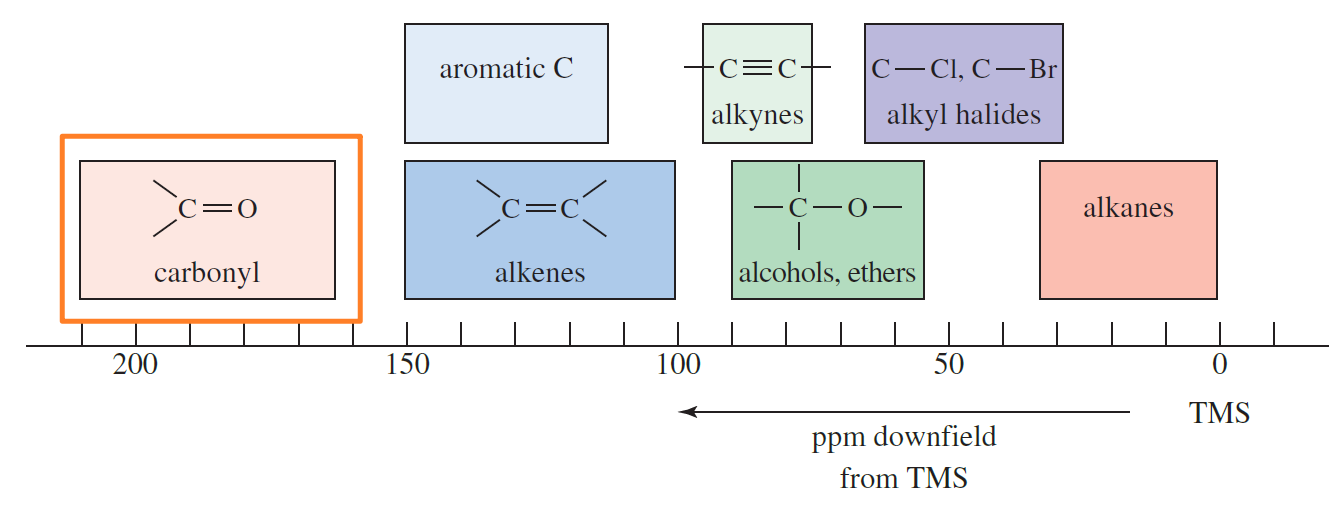 aromatic C
C≡C
alkynes
C—Cl, C—Br
alkyl halides
C=O
carbonyl
C=C
alkenes
C—O
alcohols, ethers
alkanes
200 150 100 50 0
TMS
ppm downfield
from TMS